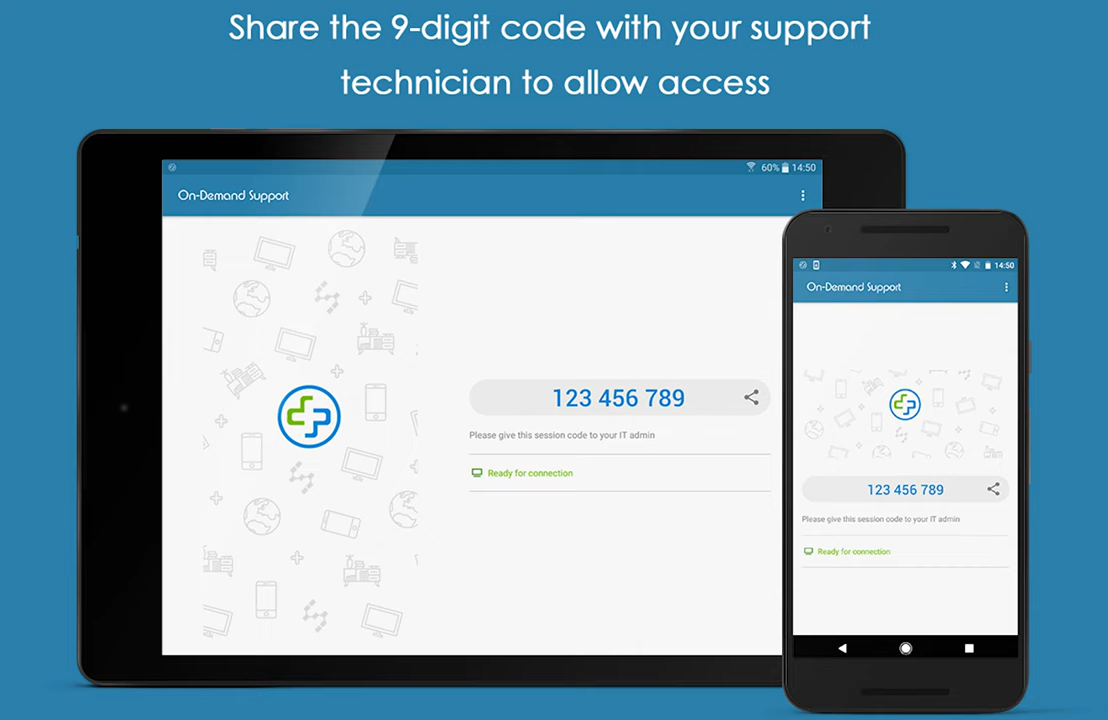 Share the 9-digit code with your support
technician to allow access
60% 14:50
On-Demand Support
123 456 789
Please give this session code to your IT admin
Ready for connection
14:50
On-Demand Support
123 456 789
Please give this session code to your IT admin
Ready for connection